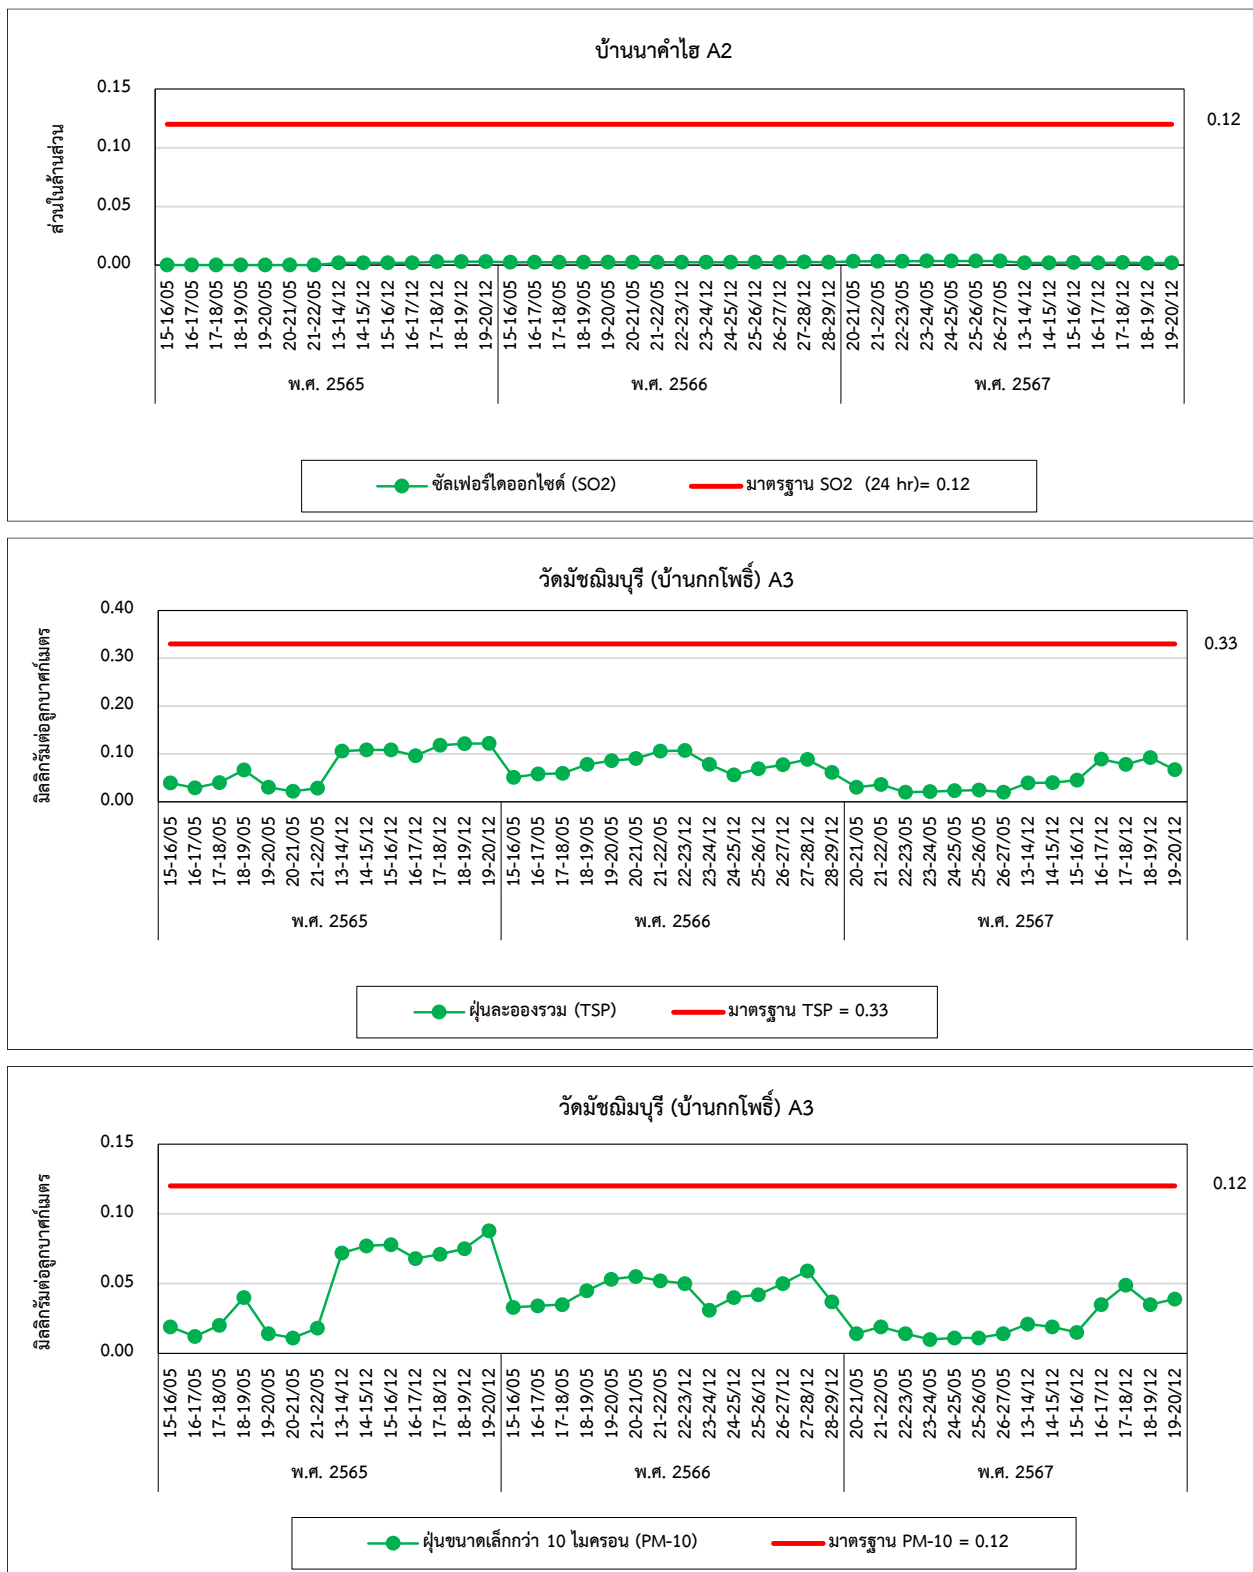 บ้านนาคำไฮ A2
ส่วนในล้านส่วน
0.15
0.10
0.05
0.00
0.12
15-16/05 16-17/05 17-18/05 18-19/05 19-20/05 20-21/05 21-22/05 13-14/12 14-15/12 15-16/12 16-17/12 17-18/12 18-19/12 19-20/12 15-16/05 16-17/05 17-18/05 18-19/05 19-20/05 20-21/05 21-22/05 22-23/12 23-24/12 24-25/12 25-26/12 26-27/12 27-28/12 28-29/12 20-21/05 21-22/05 22-23/05 23-24/05 24-25/05 25-26/05 26-27/05 13-14/12 14-15/12 15-16/12 16-17/12 17-18/12 18-19/12 19-20/12
พ.ศ. 2565 พ.ศ. 2566 พ.ศ. 2567
ซัลเฟอร์ไดออกไซด์ (SO2) มาตรฐาน SO2 (24 hr)= 0.12
วัดมัชฌิมบุรี (บ้านกกโพธิ์) A3
มิลลิกรัมต่อลูกบาศก์เมตร
0.40
0.30
0.20
0.10
0.00
0.33
15-16/05 16-17/05 17-18/05 18-19/05 19-20/05 20-21/05 21-22/05 13-14/12 14-15/12 15-16/12 16-17/12 17-18/12 18-19/12 19-20/12 15-16/05 16-17/05 17-18/05 18-19/05 19-20/05 20-21/05 21-22/05 22-23/12 23-24/12 24-25/12 25-26/12 26-27/12 27-28/12 28-29/12 20-21/05 21-22/05 22-23/05 23-24/05 24-25/05 25-26/05 26-27/05 13-14/12 14-15/12 15-16/12 16-17/12 17-18/12 18-19/12 19-20/12
พ.ศ. 2565 พ.ศ. 2566 พ.ศ. 2567
ฝุ่นละอองรวม (TSP) มาตรฐาน TSP = 0.33
วัดมัชฌิมบุรี (บ้านกกโพธิ์) A3
มิลลิกรัมต่อลูกบาศก์เมตร
0.15
0.10
0.05
0.00
0.12
15-16/05 16-17/05 17-18/05 18-19/05 19-20/05 20-21/05 21-22/05 13-14/12 14-15/12 15-16/12 16-17/12 17-18/12 18-19/12 19-20/12 15-16/05 16-17/05 17-18/05 18-19/05 19-20/05 20-21/05 21-22/05 22-23/12 23-24/12 24-25/12 25-26/12 26-27/12 27-28/12 28-29/12 20-21/05 21-22/05 22-23/05 23-24/05 24-25/05 25-26/05 26-27/05 13-14/12 14-15/12 15-16/12 16-17/12 17-18/12 18-19/12 19-20/12
พ.ศ. 2565 พ.ศ. 2566 พ.ศ. 2567
ฝุ่นขนาดเล็กกว่า 10 ไมครอน (PM-10) มาตรฐาน PM-10 = 0.12